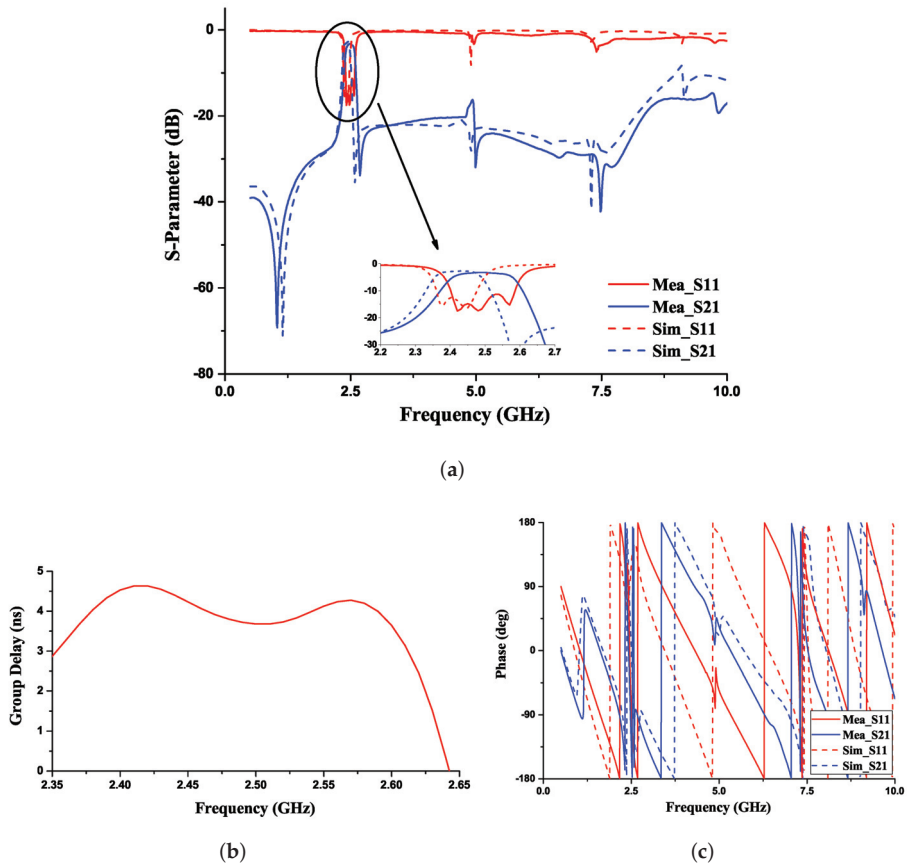 0
-20
-40
-60
-80
S-Parameter (dB)
0.0 2.5 5.0 7.5 10.0
Frequency (GHz)
0
-10
-20
-30
2.2 2.3 2.4 2.5 2.6 2.7
Mea_S11
Mea_S21
Sim_S11
Sim_S21
(a)
5
4
3
2
1
0
Group Delay (ns)
2.35 2.40 2.45 2.50 2.55 2.60 2.65
Frequency (GHz)
(b)
180
90
0
-90
-180
Phase (deg)
0.0 2.5 5.0 7.5 10.0
Frequency (GHz)
Mea_S11
Mea_S21
Sim_S11
Sim_S21
(c)